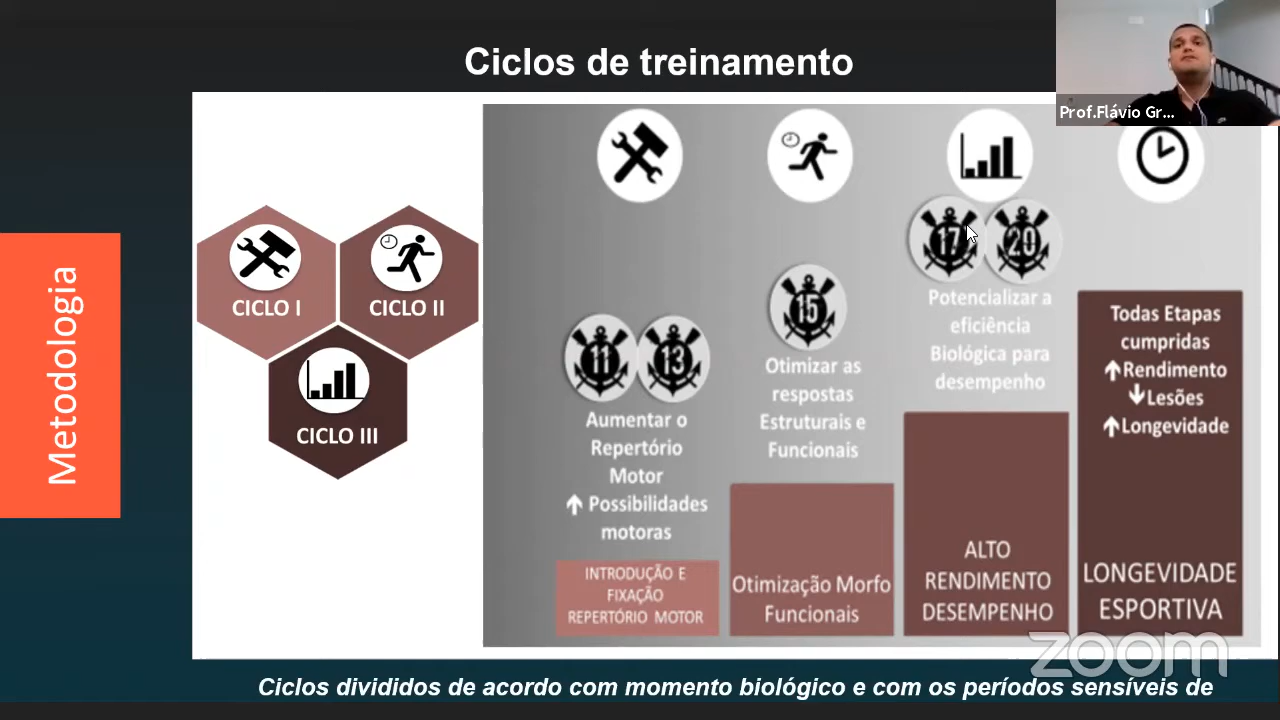 Ciclos de treinamento
Prof.Flávio Gr...
Metodologia
CICLO I
CICLO II
CICLO III
11
13
Aumentar o
Repertório
Motor
Possibilidades
motoras
INTRODUÇÃO E
FIXAÇÃO
REPERTÓRIO MOTOR
15
Otimizar as
respostas
Estruturais e
Funcionais
Otimização Morfo
Funcionais
17
20
Potencializar a
eficiência
Biológica para
desempenho
ALTO
RENDIMENTO
DESEMPENHO
Todas Etapas
cumpridas
Rendimento
Lesões
Longevidade
LONGEVIDADE
ESPORTIVA
zoom
Ciclos divididos de acordo com momento biológico e com os períodos sensíveis de